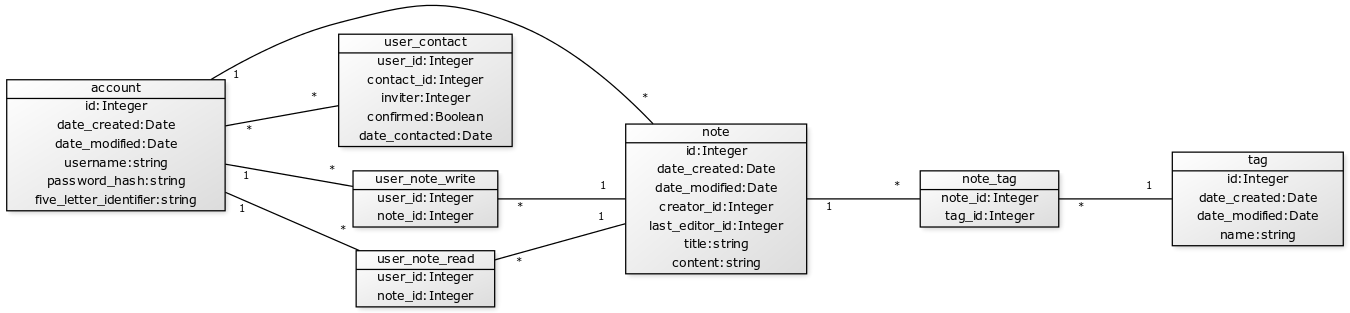 account
id:Integer
date_created:Date
date_modified:Date
username:string
password_hash:string
five_letter_identifier:string
1
*
*
1
*
1
*
user_contact
user_id:Integer
contact_id:Integer
inviter:Integer
confirmed:Boolean
date_contacted:Date
user_note_write
user_id:Integer
note_id:Integer
user_note_read
user_id:Integer
note_id:Integer
*
1
*
1
*
note
id:Integer
date_created:Date
date_modified:Date
creator_id:Integer
last_editor_id:Integer
title:string
content:string
1
*
note_tag
note_id:Integer
tag_id:Integer
*
1
tag
id:Integer
date_created:Date
date_modified:Date
name:string